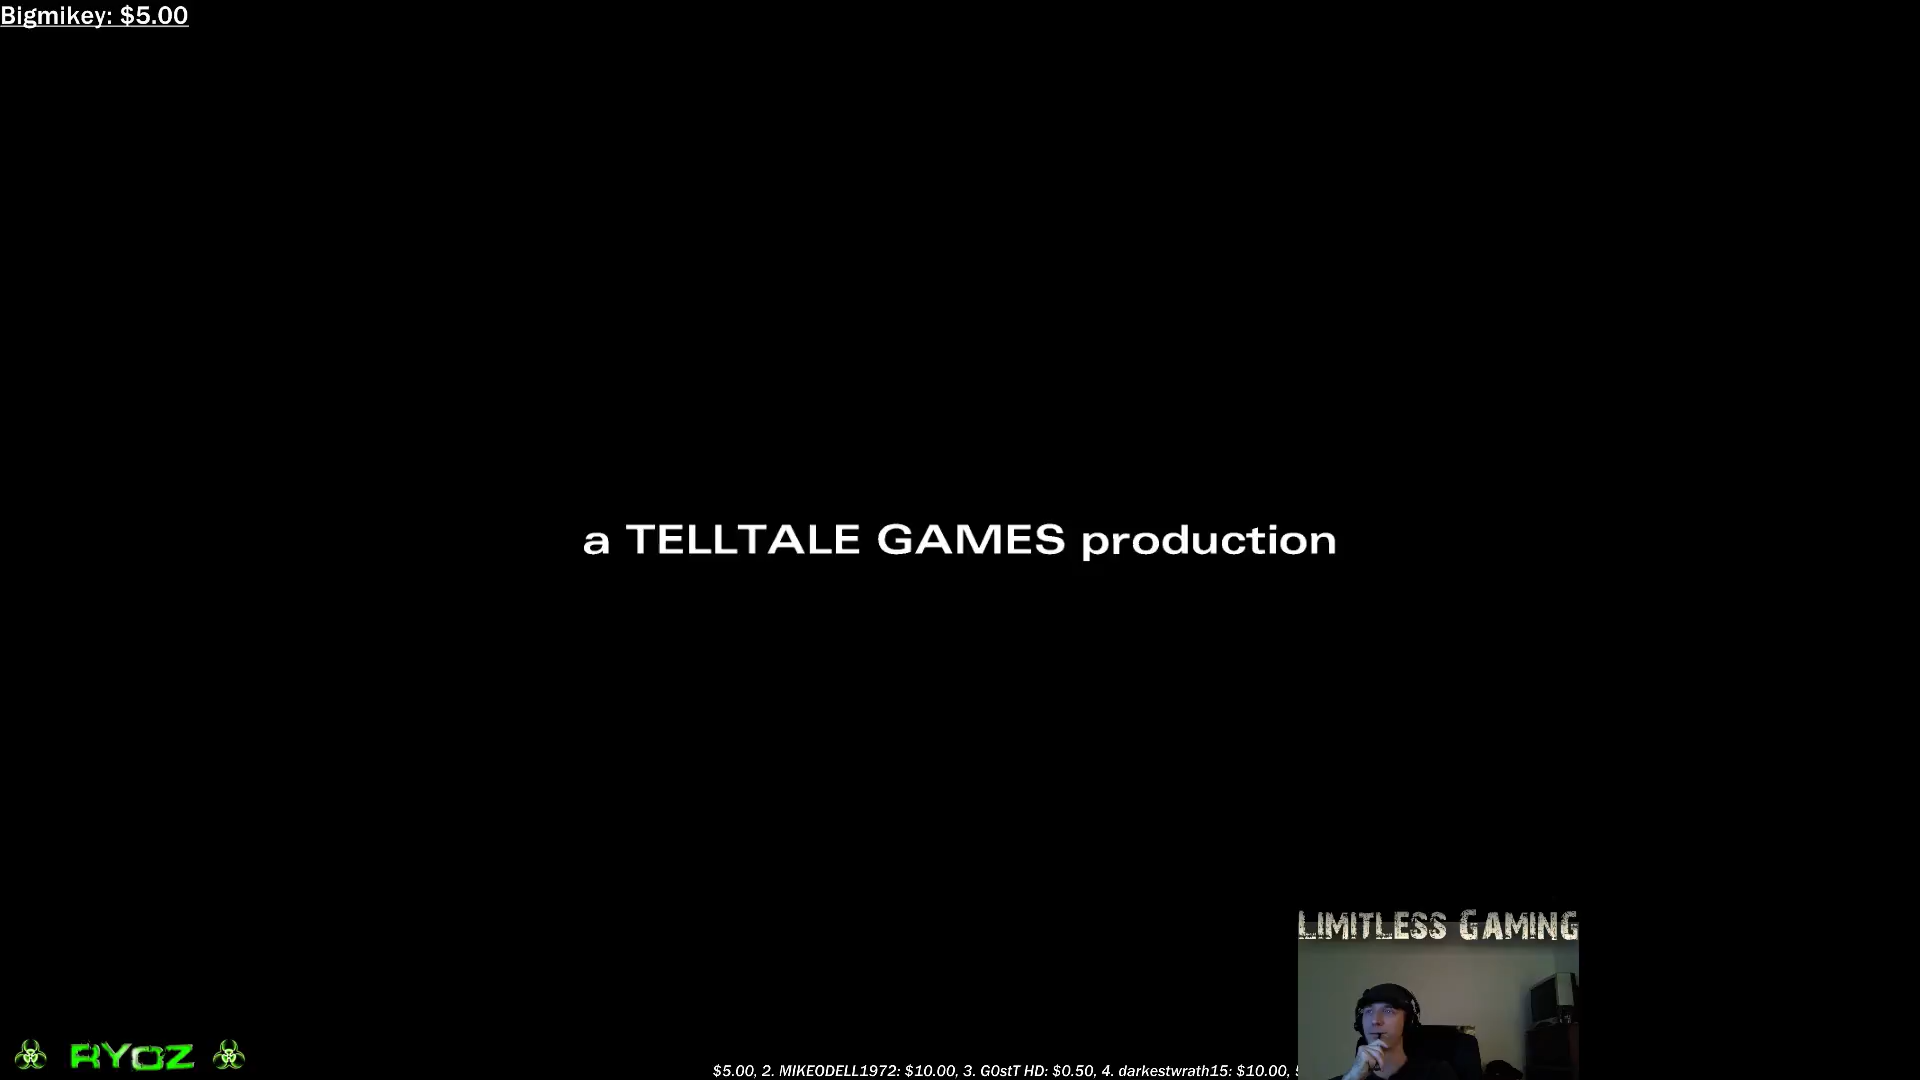 Bigmikey: $5.00
a TELLTALE GAMES production
LIMITLESS GAMING
RYOZ
$5.00, 2. MIKEODELL1972: $10.00, 3. G0stT HD: $0.50, 4. darkestwrath15: $10.00,